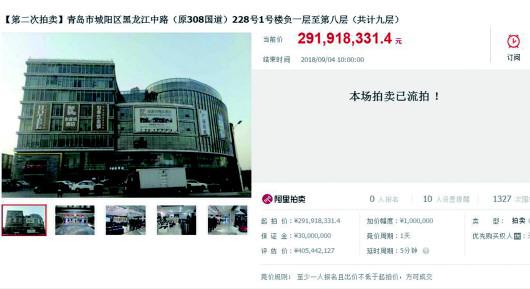 【第二次拍卖】青岛市城阳区黑龙江中路（原308国道）228号1号楼负一层至第八层（共计九层）
当前价 291,918,331.4 元
结束时间 2018/09/04 10:00:00
订阅
本场拍卖已流拍！
阿里拍卖 0 人报名 10 人设置提醒 1327 次围
起拍价：¥291,918,331.4 加价幅度：¥1,000,000 类 型：拍卖
保证金：¥30,000,000 竞价周期：1天 优先购买权人
评估价：¥405,442,127 延时周期：5分钟
竞价规则：至少一人报名且出价不低于起拍价，方可成交